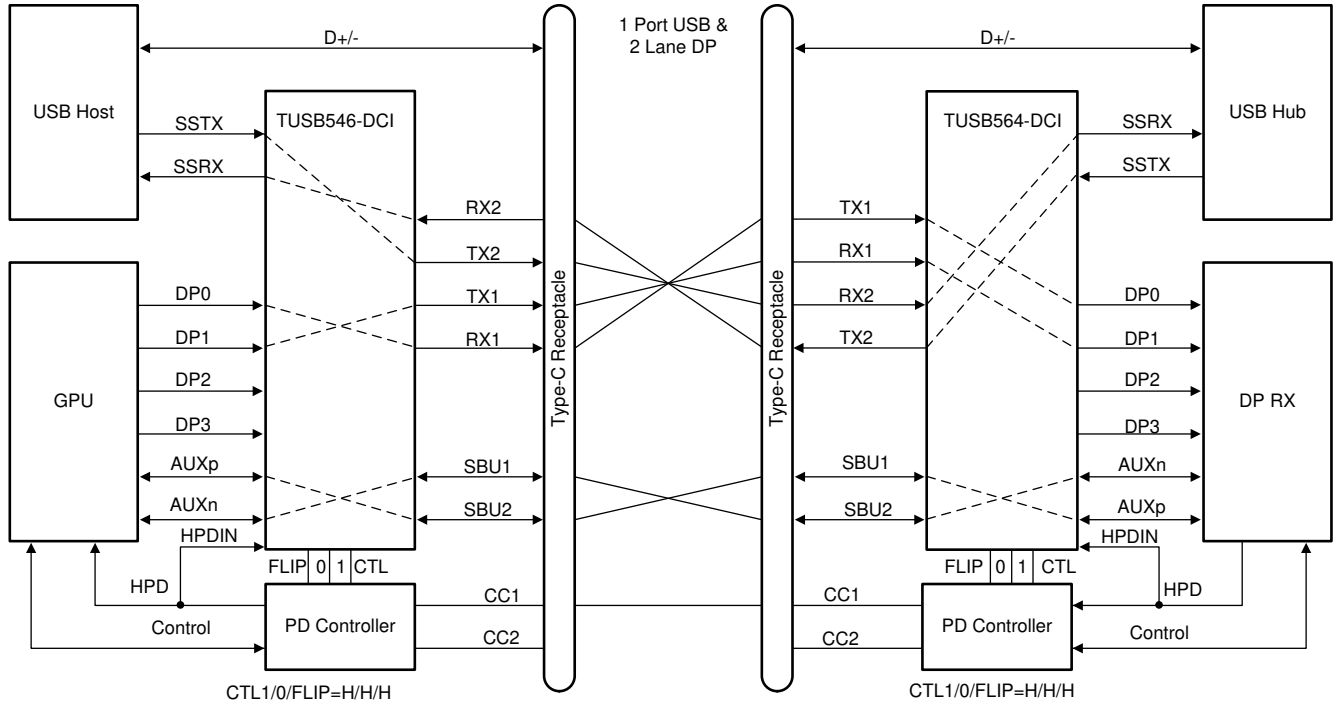 1 Port USB &
2 Lane DP
USB Host
D+/-
SSTX
SSRX
TUSB546-DCI
RX2
TX2
TX1
RX1
GPU
DP0
DP1
DP2
DP3
AUXp
AUXn
SBU1
SBU2
HPDIN
FLIP 0 1 CTL
HPD
Control
PD Controller
CC1
CC2
CTL1/0/FLIP=H/H/H
Type-C Receptacle
Type-C Receptacle
D+/-
USB Hub
TUSB564-DCI
SSRX
SSTX
TX1
RX1
RX2
TX2
DP0
DP1
DP2
DP3
DP RX
SBU1
SBU2
AUXn
AUXp
HPDIN
FLIP 0 1 CTL
HPD
Control
PD Controller
CC1
CC2
CTL1/0/FLIP=H/H/H